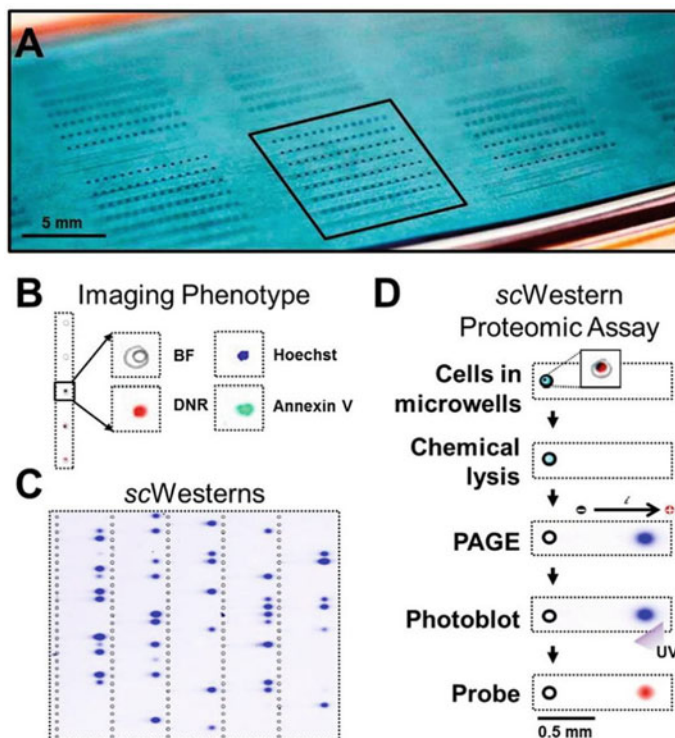 A
5 mm
B
Imaging Phenotype
BF
Hoechst
DNR
Annexin V
C
scWesterns
D
scWestern
Proteomic Assay
Cells in
microwells
Chemical
lysis
PAGE
Photoblot
UV
Probe
0.5 mm